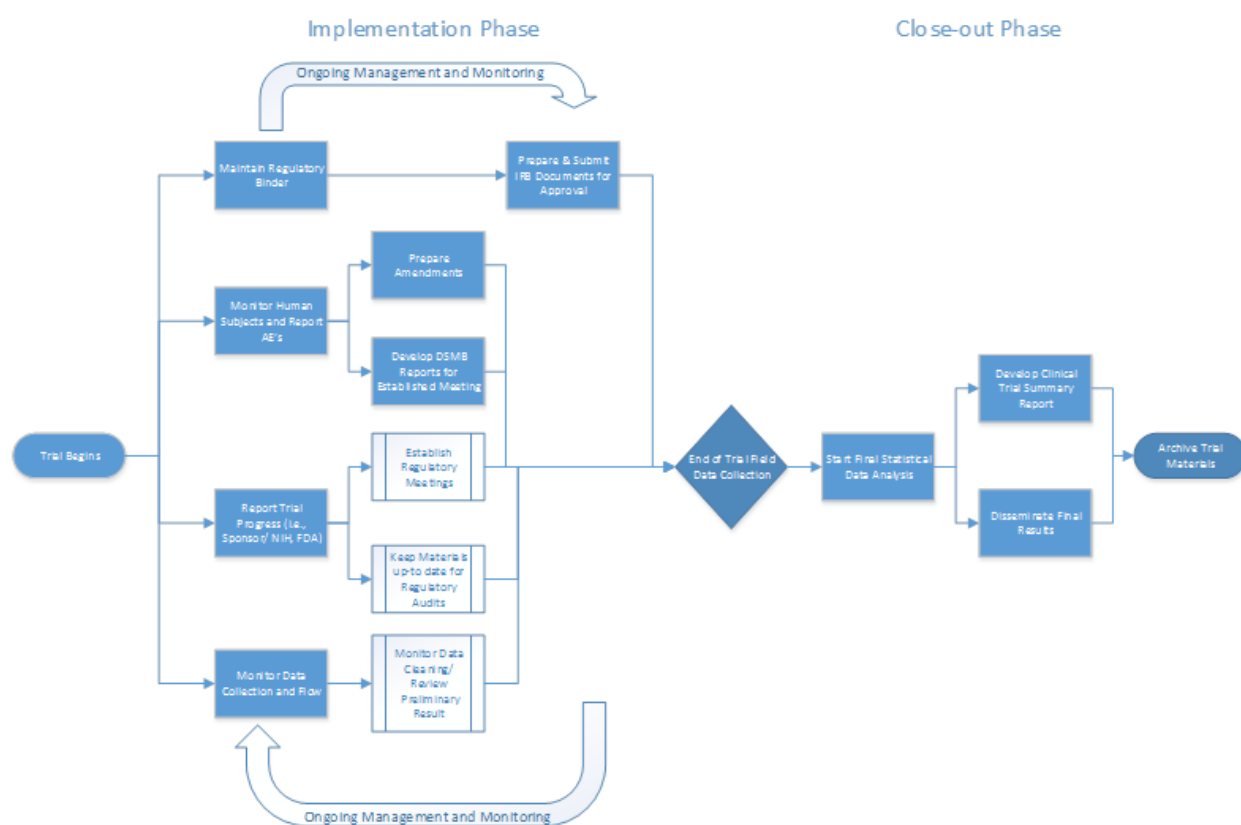 Implementation Phase
Close-out Phase
Ongoing Management and Monitoring
Maintain Regulatory
Binder
Prepare & Submit
IRB Documents for
Approval
Prepare
Amendments
Monitor Human
Subjects and Report
AE's
Develop DSMB
Reports for
Established Meeting
Trial Begins
Establish
Regulatory
Meetings
Report Trial
Progress (i.e.,
Sponsor/ NIH, FDA)
Keep Materials
up-to date for
Regulatory
Audits
Monitor Data
Collection and Flow
Monitor Data
Cleaning/
Review
Preliminary
Result
End of Trial Field
Data Collection
Start Final Statistical
Data Analysis
Develop Clinical
Trial Summary
Report
Disseminate Final
Results
Archive Trial
Materials
Ongoing Management and Monitoring